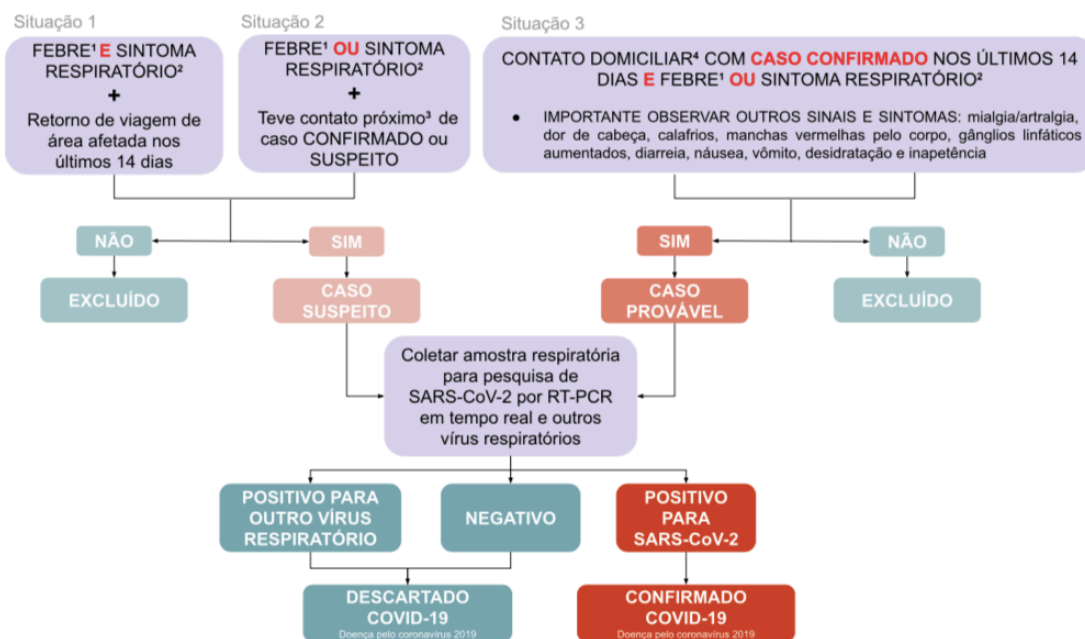 Situação 1
FEBRE¹ E SINTOMA
RESPIRATÓRIO²
+
Retorno de viagem de
área afetada nos
últimos 14 dias
Situação 2
FEBRE¹ OU SINTOMA
RESPIRATÓRIO²
+
Teve contato próximo³ de
caso CONFIRMADO ou
SUSPEITO
Situação 3
CONTATO DOMICILIAR⁴ COM CASO CONFIRMADO NOS ÚLTIMOS 14
DIAS E FEBRE¹ OU SINTOMA RESPIRATÓRIO²
● IMPORTANTE OBSERVAR OUTROS SINAIS E SINTOMAS: mialgia/artralgia,
dor de cabeça, calafrios, manchas vermelhas pelo corpo, gânglios linfáticos
aumentados, diarreia, náusea, vômito, desidratação e inapetência
NÃO
SIM
SIM
NÃO
EXCLUÍDO
CASO
SUSPEITO
CASO
PROVÁVEL
EXCLUÍDO
Coletar amostra respiratória
para pesquisa de
SARS-CoV-2 por RT-PCR
em tempo real e outros
vírus respiratórios
POSITIVO PARA
OUTRO VÍRUS
RESPIRATÓRIO
NEGATIVO
POSITIVO
PARA
SARS-CoV-2
DESCARTADO
COVID-19
Doença pelo coronavírus 2019
CONFIRMADO
COVID-19
Doença pelo coronavírus 2019